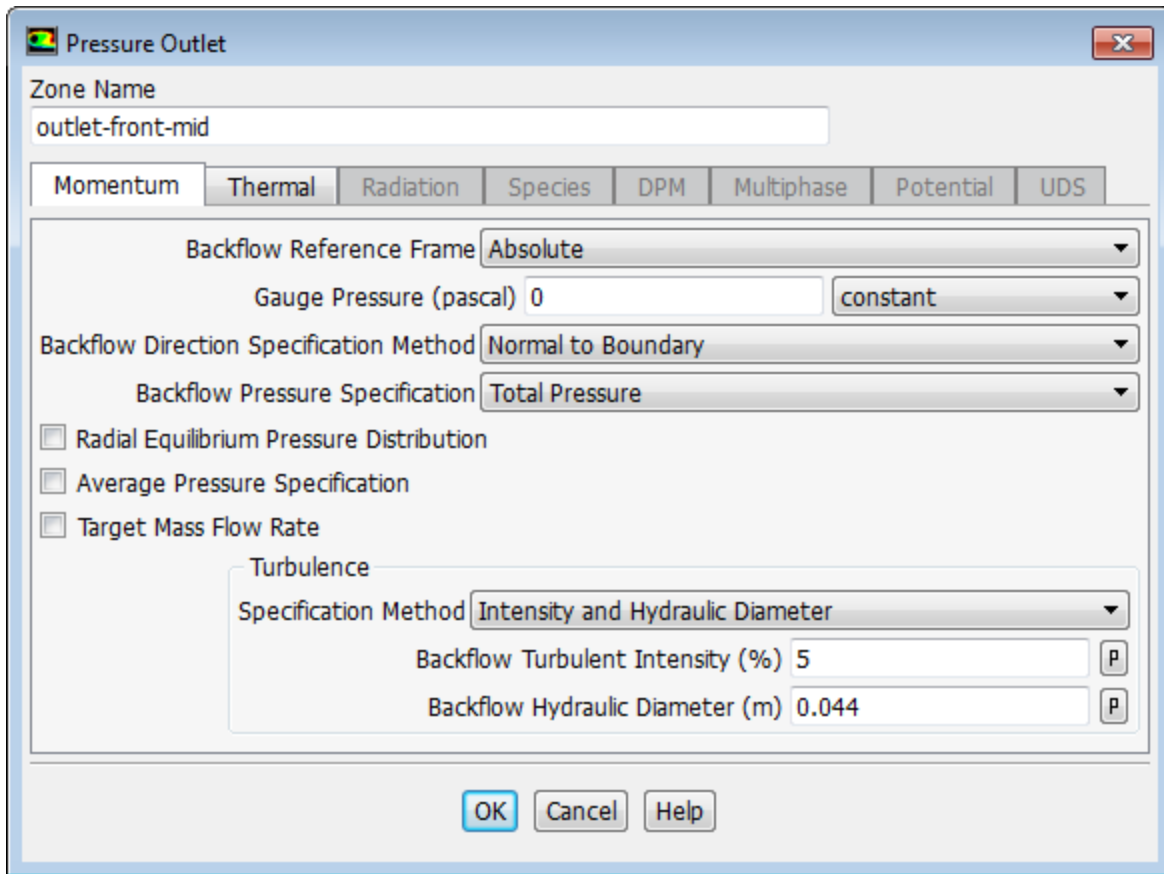 Pressure Outlet
Zone Name
outlet-front-mid
Momentum Thermal Radiation Species DPM Multiphase Potential UDS
Backflow Reference Frame Absolute
Gauge Pressure (pascal) 0 constant
Backflow Direction Specification Method Normal to Boundary
Backflow Pressure Specification Total Pressure
Radial Equilibrium Pressure Distribution
Average Pressure Specification
Target Mass Flow Rate
Turbulence
Specification Method Intensity and Hydraulic Diameter
Backflow Turbulent Intensity (%) 5 P
Backflow Hydraulic Diameter (m) 0.044 P
OK Cancel Help